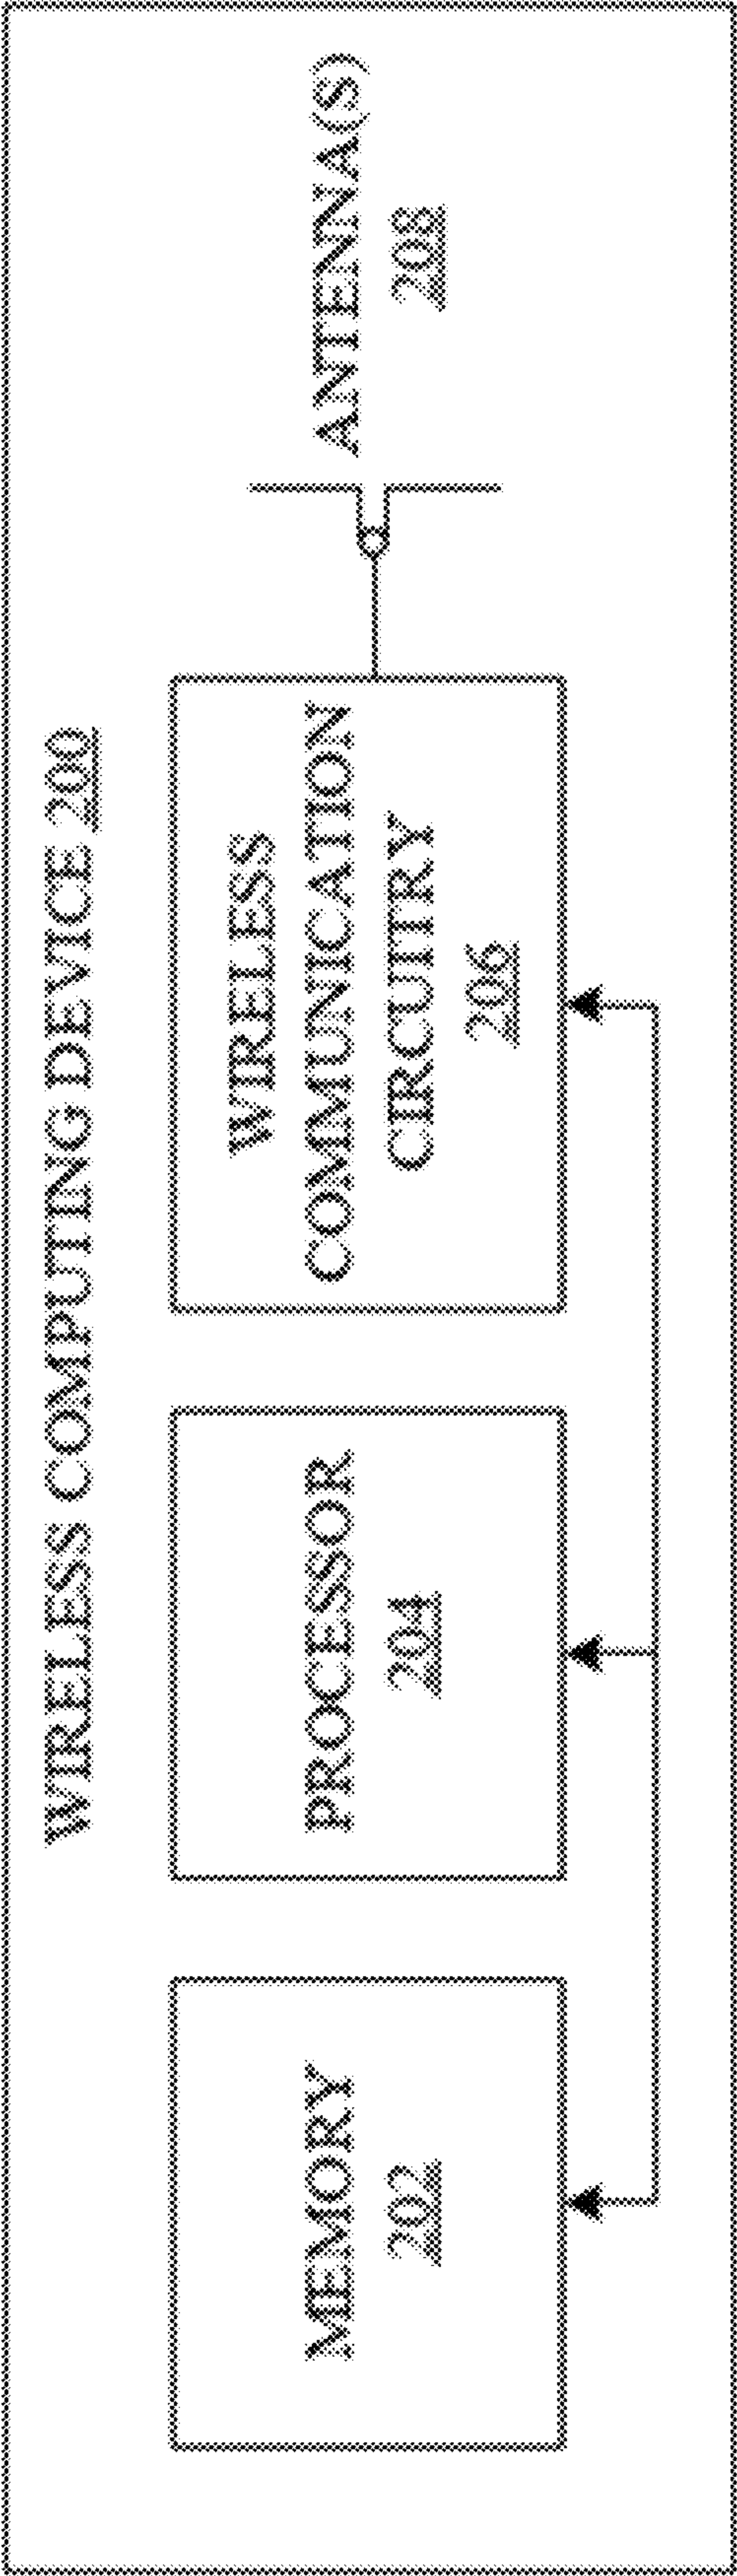 WIRELESS COMPUTING DEVICE 200
MEMORY
202
PROCESSOR
204
WIRELESS
COMMUNICATION
CIRCUITRY
206
ANTENNA(S)
208